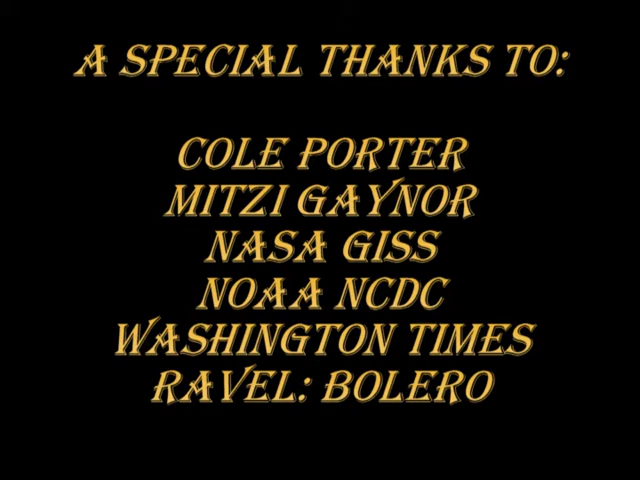 A SPECIAL THANKS TO:
COLE PORTER
MITZI GAYNOR
NASA GISS
NOAA NCDC
WASHINGTON TIMES
RAVEL: BOLERO